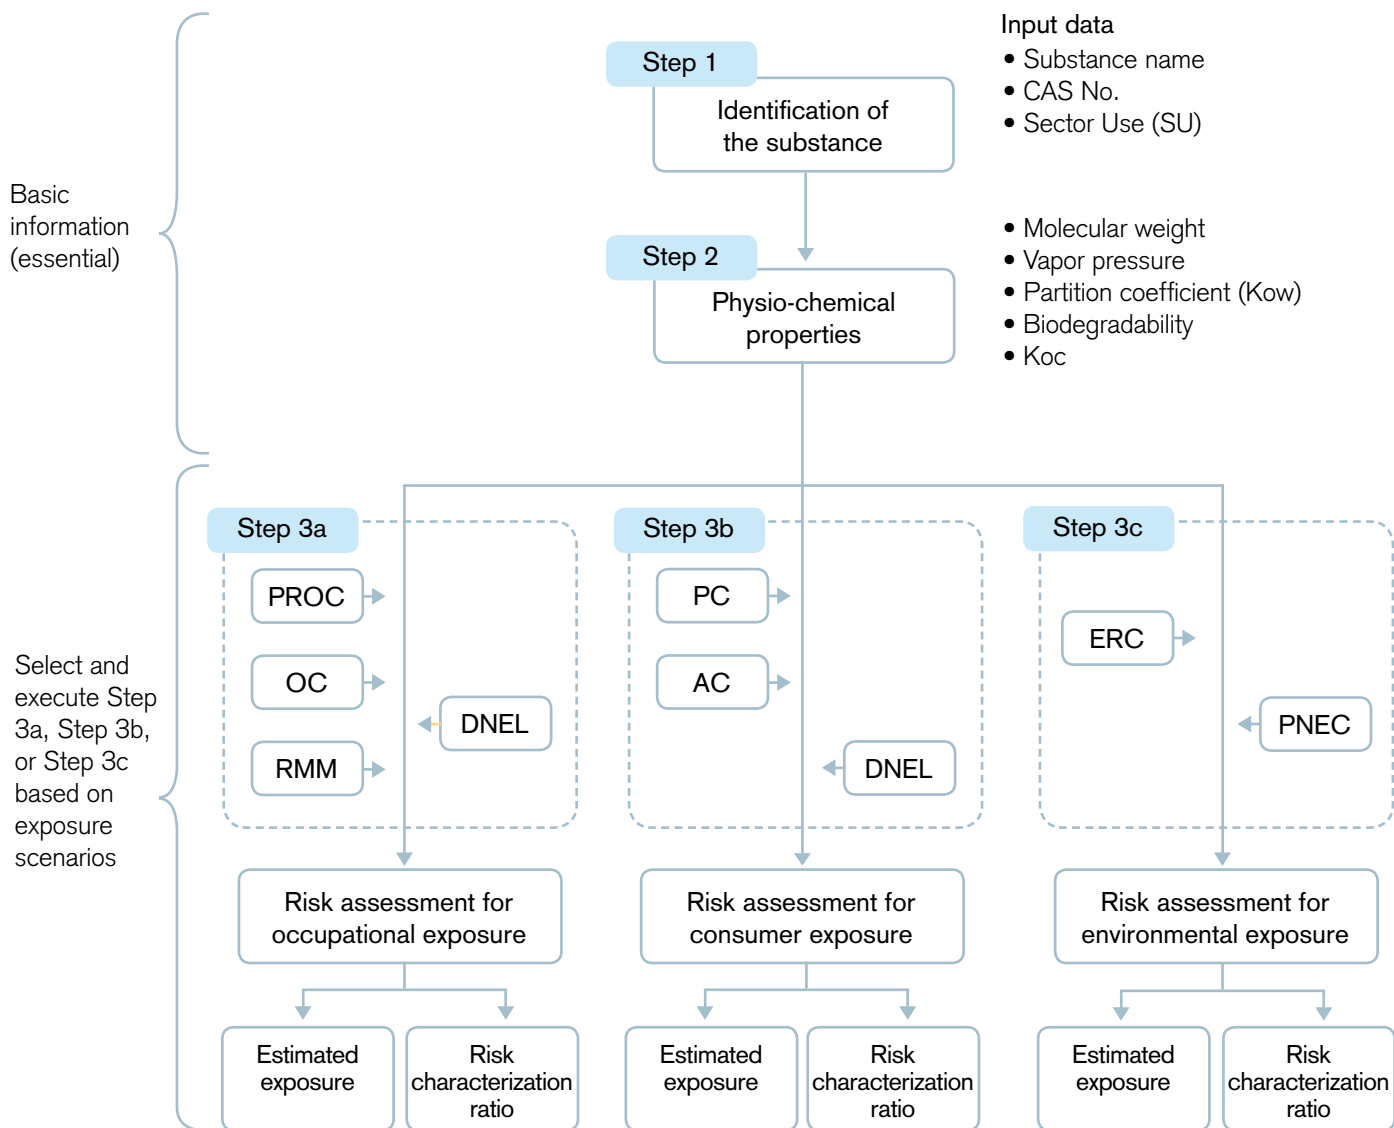 Input data
• Substance name
• CAS No.
• Sector Use (SU)
Step 1
Identification of
the substance
Basic
information
(essential)
• Molecular weight
• Vapor pressure
• Partition coefficient (Kow)
• Biodegradability
• Koc
Step 2
Physio-chemical
properties
Select and
execute Step
3a, Step 3b,
or Step 3c
based on
exposure
scenarios
Step 3a
PROC
OC
RMM
DNEL
Risk assessment for
occupational exposure
Estimated
exposure
Risk
characterization
ratio
Step 3b
PC
AC
DNEL
Risk assessment for
consumer exposure
Estimated
exposure
Risk
characterization
ratio
Step 3c
ERC
PNEC
Risk assessment for
environmental exposure
Estimated
exposure
Risk
characterization
ratio